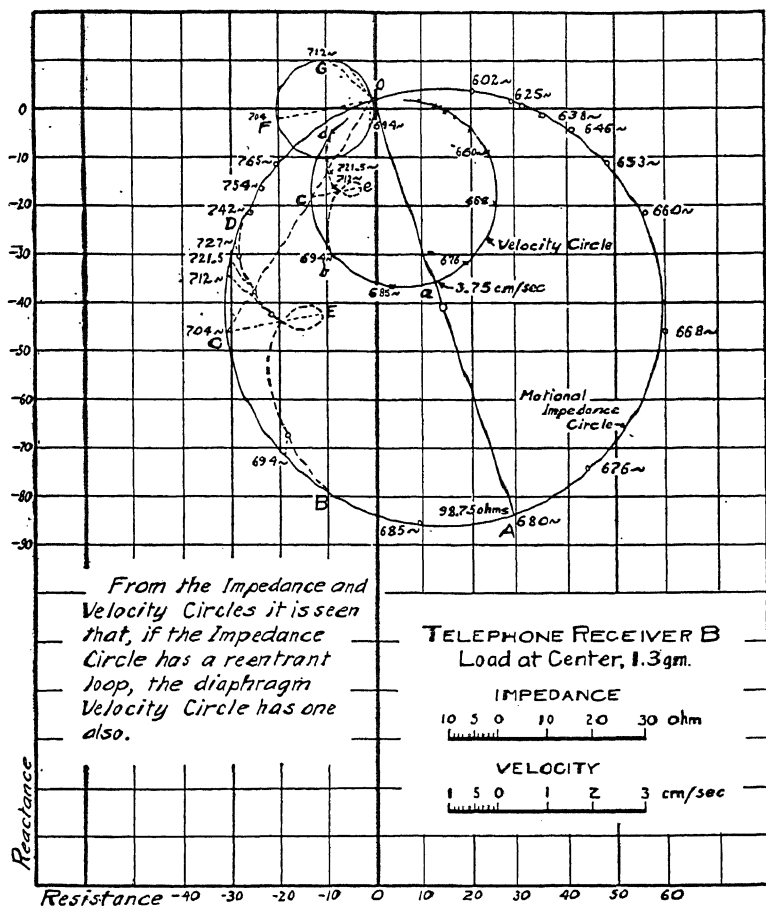 712~
G
O
602~
625~
704
F
d
644~
638~
646~
0
-10
-20
-30
-40
-50
-60
-70
-80
-90
765~
754~
742~
D
727~
721.5
712~
704~
C
721.5
712~
e
c
660~
653~
660~
668
694
b
Velocity Circle
676
685~
a
3.75 cm/sec
E
668~
Motional
Impedance
Circle
676~
694~
B
98.75 ohms
680~
A
685~
From the Impedance and
Velocity Circles it is seen
that, if the Impedance
Circle has a reentrant
loop, the diaphragm
Velocity Circle has one
also.
TELEPHONE RECEIVER B
Load at Center, 1.3 gm.
IMPEDANCE
10 5 0 10 20 30 ohm
VELOCITY
1 5 0 1 2 3 cm/sec
Reactance
Resistance -40 -30 -20 -10 0 10 20 30 40 50 60